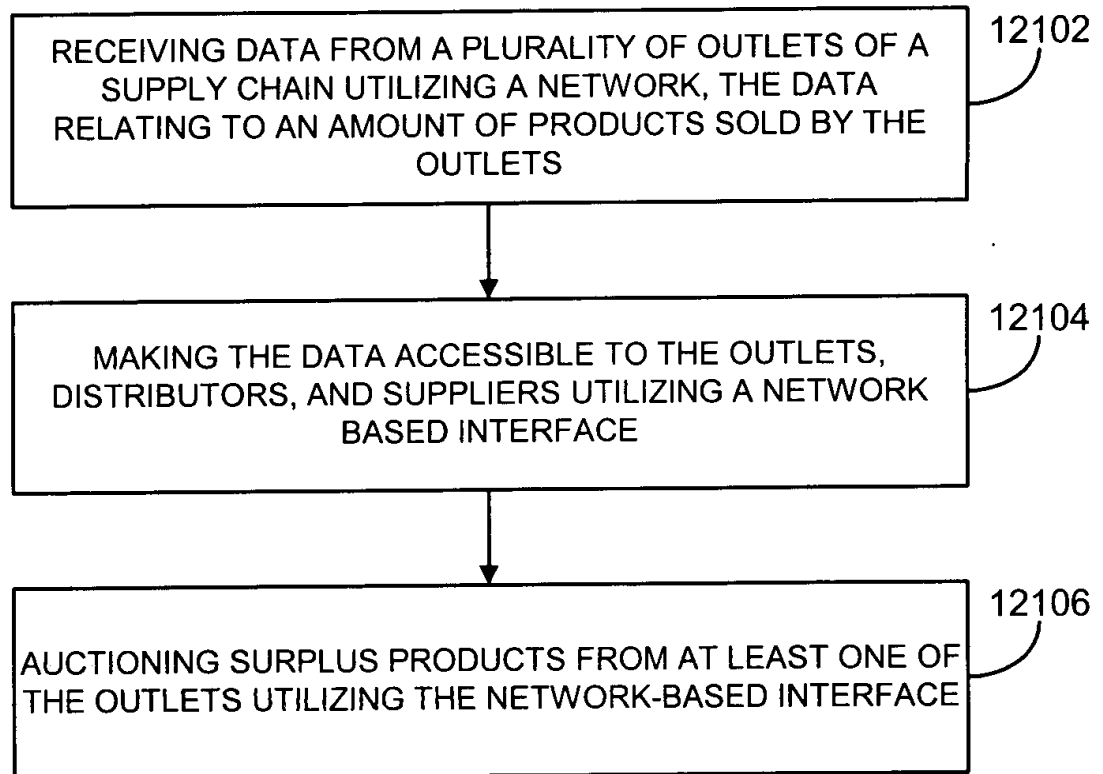 12102
RECEIVING DATA FROM A PLURALITY OF OUTLETS OF A
SUPPLY CHAIN UTILIZING A NETWORK, THE DATA
RELATING TO AN AMOUNT OF PRODUCTS SOLD BY THE
OUTLETS
12104
MAKING THE DATA ACCESSIBLE TO THE OUTLETS,
DISTRIBUTORS, AND SUPPLIERS UTILIZING A NETWORK
BASED INTERFACE
12106
AUCTIONING SURPLUS PRODUCTS FROM AT LEAST ONE OF
THE OUTLETS UTILIZING THE NETWORK-BASED INTERFACE